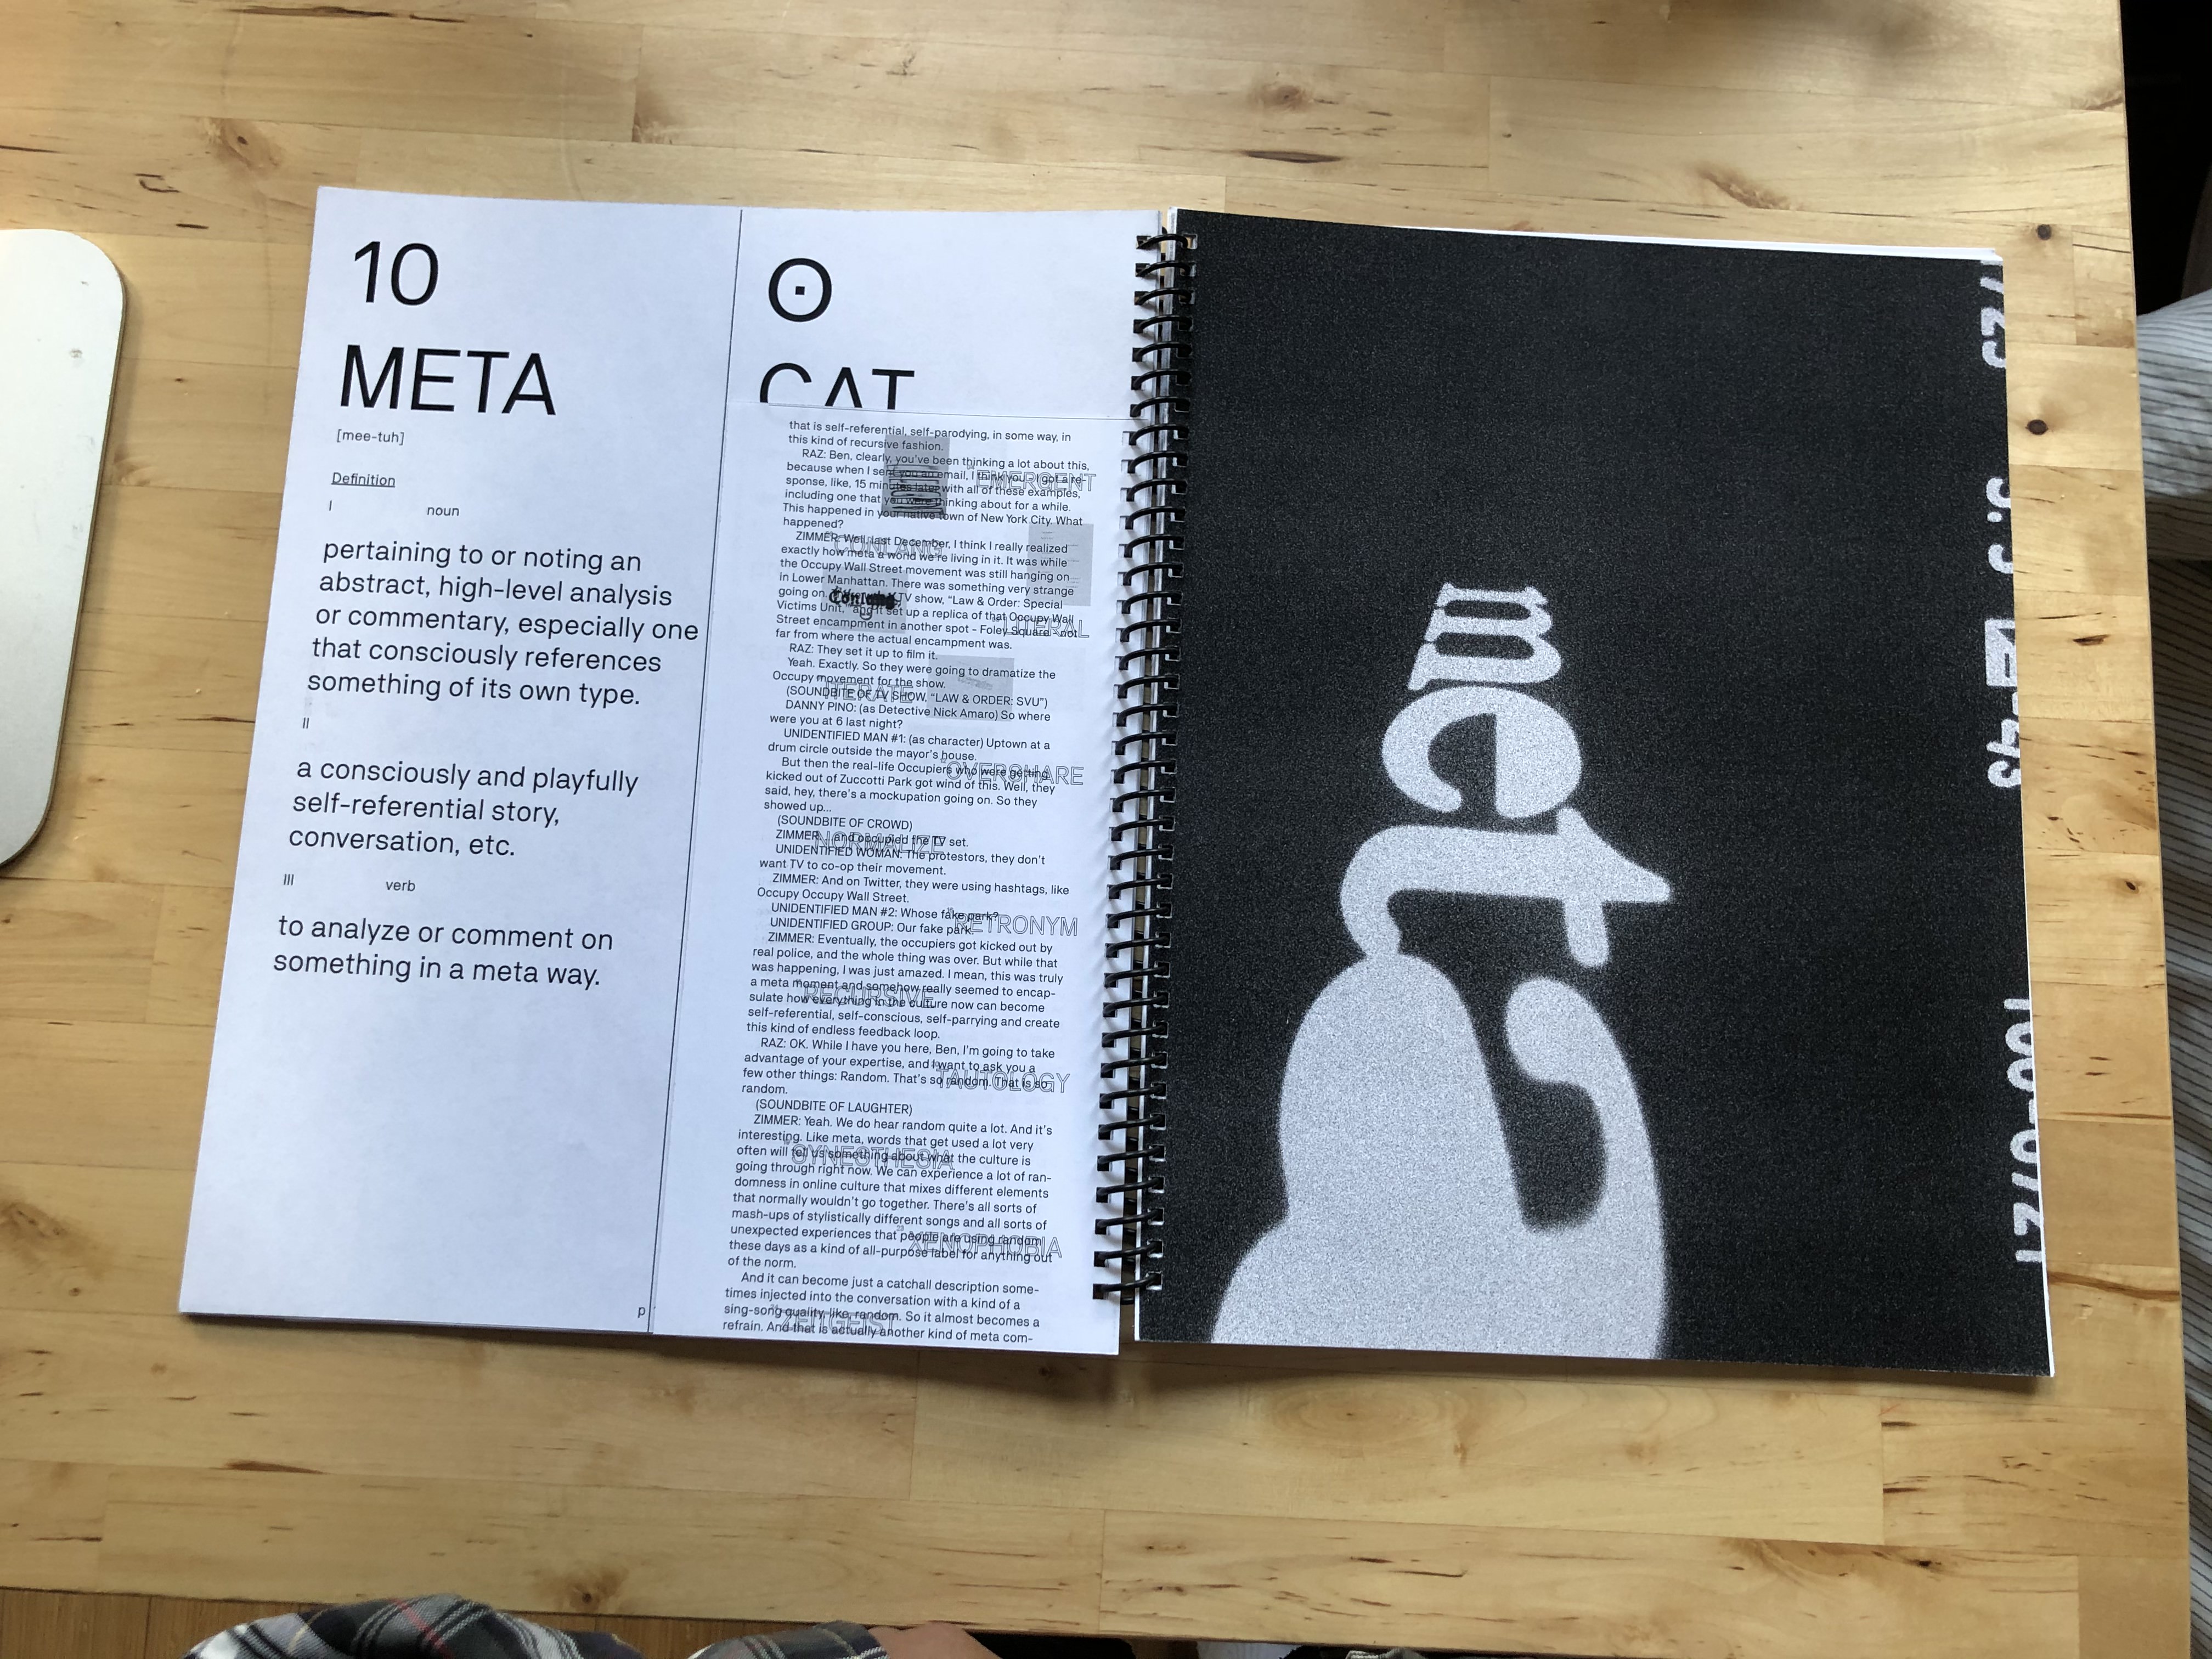 10
META
[mee-tuh]
Definition
I noun
pertaining to or noting an
abstract, high-level analysis
or commentary, especially one
that consciously references
something of its own type.
II
a consciously and playfully
self-referential story,
conversation, etc.
III verb
to analyze or comment on
something in a meta way.
p
that is self-referential, self-parodying, in some way, in
this kind of recursive fashion.
RAZ: Ben, clearly, you've been thinking a lot about this,
because when I sent email, I think you got a re-
sponse, like, 15 minutes later with all of these examples,
including one that you were thinking about for a while.
This happened in your native town of New York City. What
happened?
ZIMMER: Well, last December, I think I really realized
exactly how meta a world we're living in it. It was while
the Occupy Wall Street movement was still hanging on
in Lower Manhattan. There was something very strange
going on. TV show, "Law & Order: Special
Victims Unit," set up a replica of that Occupy Wall
Street encampment in another spot - Foley Square - not
far from where the actual encampment was.
RAZ: They set it up to film it.
Yeah. Exactly. So they were going to dramatize the
Occupy movement for the show.
(SOUNDBITE OF TV SHOW, "LAW & ORDER: SVU")
DANNY PINO: (as Detective Nick Amaro) So where
were you at 6 last night?
UNIDENTIFIED MAN #1: (as character) Uptown at a
drum circle outside the mayor's house.
But then the real-life Occupiers who were being
kicked out of Zuccotti Park got wind of this. Well, they
said, hey, there's a mockupation going on. So they
showed up...
(SOUNDBITE OF CROWD)
ZIMMER: ...and occupied the TV set.
UNIDENTIFIED WOMAN: The protestors, they don't
want TV to co-op their movement.
ZIMMER: And on Twitter, they were using hashtags, like
Occupy Occupy Wall Street.
UNIDENTIFIED MAN #2: Whose fake park?
UNIDENTIFIED GROUP: Our fake park.
ZIMMER: Eventually, the occupiers got kicked out by
real police, and the whole thing was over. But while that
was happening, I was just amazed. I mean, this was truly
a meta moment and somehow really seemed to encap-
sulate how everything in the culture now can become
self-referential, self-conscious, self-parrying and create
this kind of endless feedback loop.
RAZ: OK. While I have you here, Ben, I'm going to take
advantage of your expertise, and I want to ask you a
few other things: Random. That's so random. That is so
random.
(SOUNDBITE OF LAUGHTER)
ZIMMER: Yeah. We do hear random quite a lot. And it's
interesting. Like meta, words that get used a lot very
often will tell us something about what the culture is
going through right now. We can experience a lot of ran-
domness in online culture that mixes different elements
that normally wouldn't go together. There's all sorts of
mash-ups of stylistically different songs and all sorts of
unexpected experiences that people are using random
these days as a kind of all-purpose label for anything out
of the norm.
And it can become just a catchall description some-
times injected into the conversation with a kind of a
sing-song quality like, random. So it almost becomes a
refrain. And that is actually another kind of meta com-
RETRONYM
TAUTOLOGY
met
a